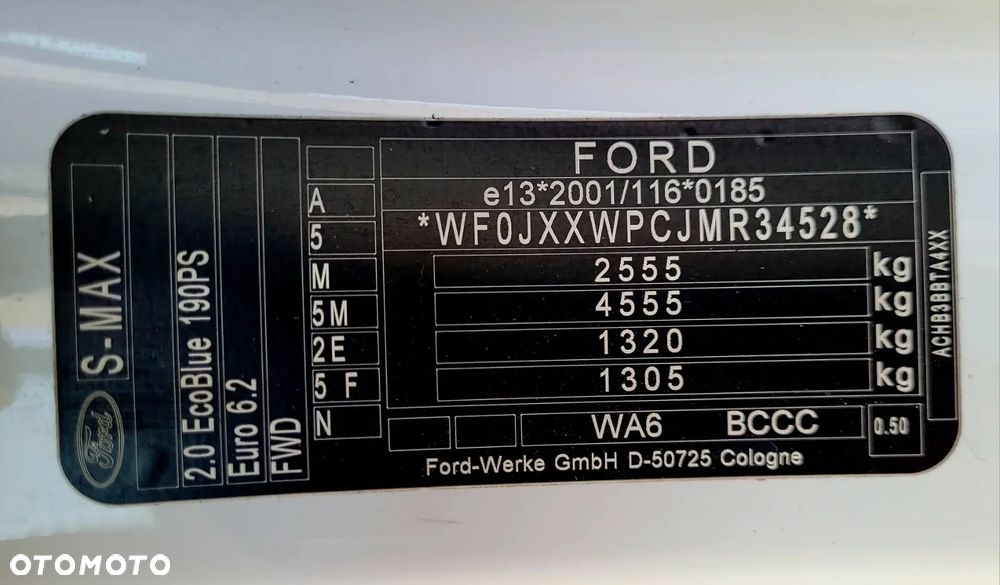 FORD
e13*2001/116*0185
*WF0JXXWPCJMR34528*
A
5
M
5M
2E
5 F
N
2555 kg
4555 kg
1320 kg
1305 kg
WA6 BCCC 0.50
Ford-Werke GmbH D-50725 Cologne
S-MAX
Ford
2.0 EcoBlue 190PS
Euro 6.2
FWD
ACHB3BBTA4XX
OTOMOTO